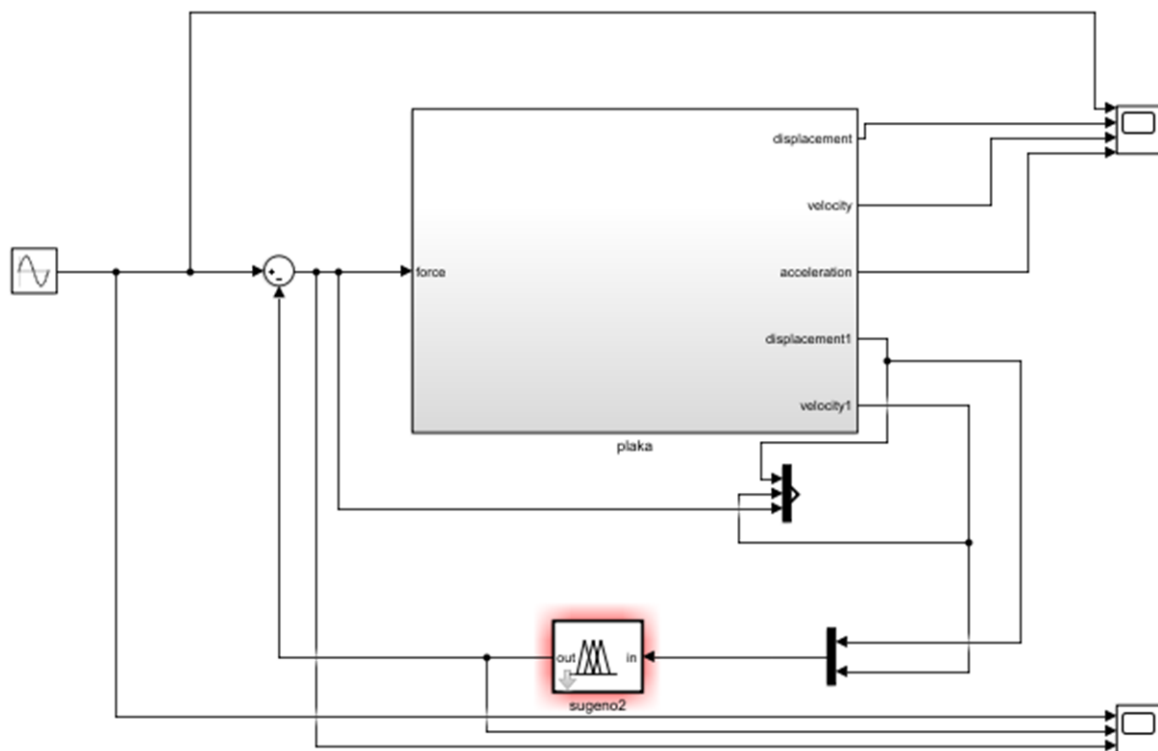 displacement
velocity
force
acceleration
displacement1
velocity1
plaka
out
in
sugeno2